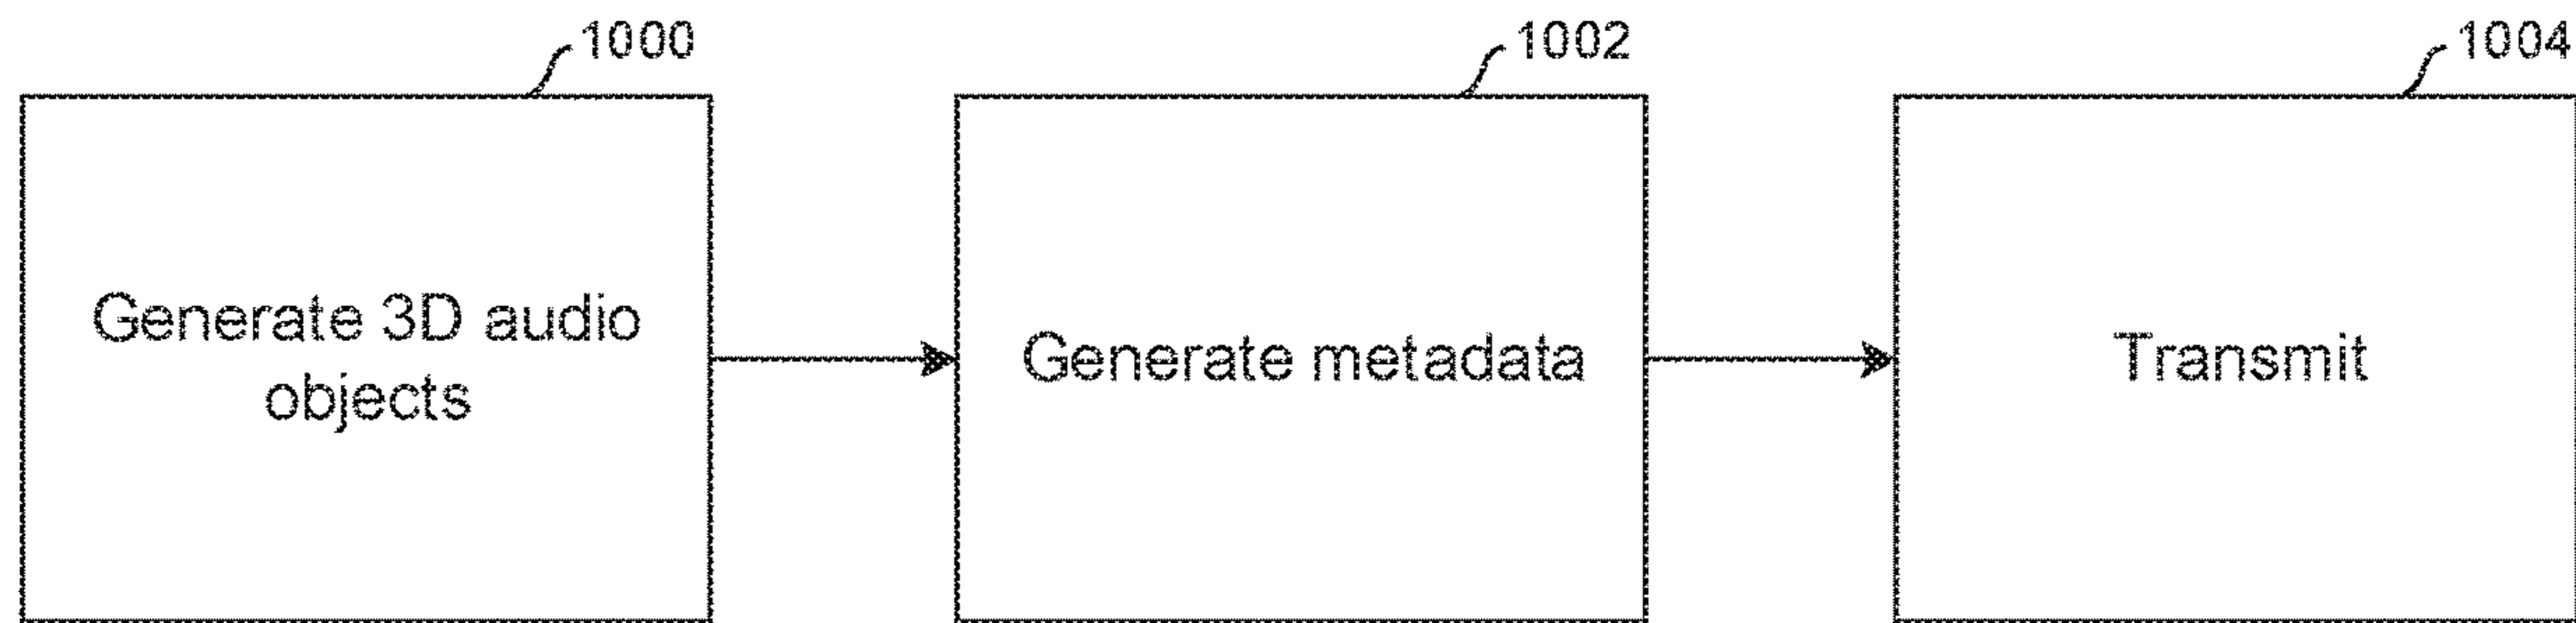 1000
1002
1004
Generate 3D audio
objects
Generate metadata
Transmit